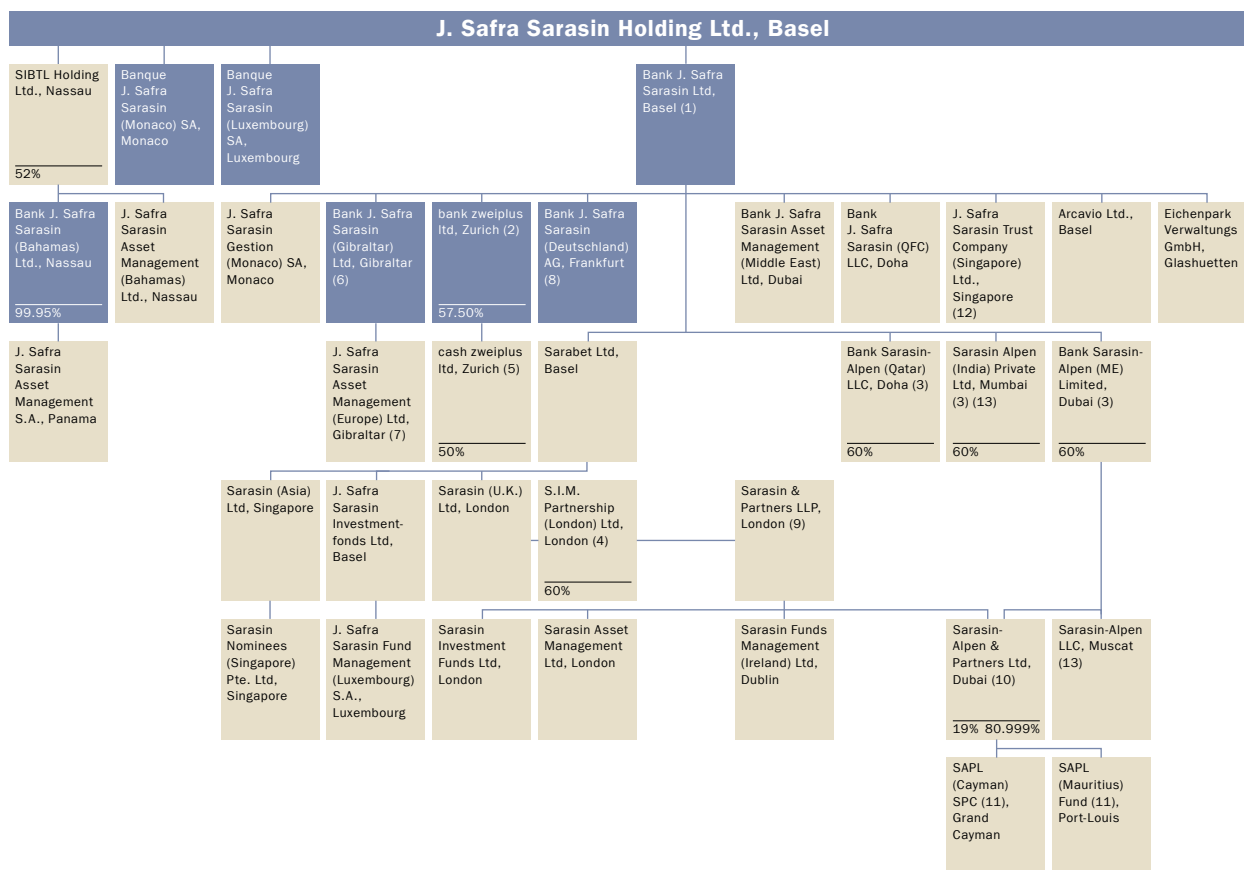 J. Safra Sarasin Holding Ltd., Basel
SIBTL Holding
Ltd., Nassau
52%
Banque
J. Safra
Sarasin
(Monaco) SA,
Monaco
Banque
J. Safra
Sarasin
(Luxembourg)
SA,
Luxembourg
Bank J. Safra
Sarasin Ltd,
Basel (1)
Bank J. Safra
Sarasin
(Bahamas)
Ltd., Nassau
99.95%
J. Safra
Sarasin
Asset
Management
(Bahamas)
Ltd., Nassau
J. Safra
Sarasin
Gestion
(Monaco) SA,
Monaco
Bank J. Safra
Sarasin
(Gibraltar)
Ltd, Gibraltar
(6)
bank zweiplus
ltd, Zurich (2)
57.50%
Bank J. Safra
Sarasin
(Deutschland)
AG, Frankfurt
(8)
Bank J. Safra
Sarasin Asset
Management
(Middle East)
Ltd, Dubai
Bank
J. Safra
Sarasin (QFC)
LLC, Doha
J. Safra
Sarasin Trust
Company
(Singapore)
Ltd.,
Singapore
(12)
Arcavio Ltd.,
Basel
Eichenpark
Verwaltungs
GmbH,
Glashuetten
J. Safra
Sarasin
Asset
Management
S.A., Panama
J. Safra
Sarasin
Asset
Management
(Europe) Ltd,
Gibraltar (7)
cash zweiplus
ltd, Zurich (5)
50%
Sarabet Ltd,
Basel
Bank Sarasin-
Alpen (Qatar)
LLC, Doha (3)
60%
Sarasin Alpen
(India) Private
Ltd, Mumbai
(3) (13)
60%
Bank Sarasin-
Alpen (ME)
Limited,
Dubai (3)
60%
Sarasin (Asia)
Ltd, Singapore
J. Safra
Sarasin
Investment-
fonds Ltd,
Basel
Sarasin (U.K.)
Ltd, London
S.I.M.
Partnership
(London) Ltd,
London (4)
60%
Sarasin &
Partners LLP,
London (9)
Sarasin
Nominees
(Singapore)
Pte. Ltd,
Singapore
J. Safra
Sarasin Fund
Management
(Luxembourg)
S.A.,
Luxembourg
Sarasin
Investment
Funds Ltd,
London
Sarasin Asset
Management
Ltd, London
Sarasin Funds
Management
(Ireland) Ltd,
Dublin
Sarasin-
Alpen &
Partners Ltd,
Dubai (10)
19% 80.999%
Sarasin-Alpen
LLC, Muscat
(13)
SAPL
(Cayman)
SPC (11),
Grand
Cayman
SAPL
(Mauritius)
Fund (11),
Port-Louis